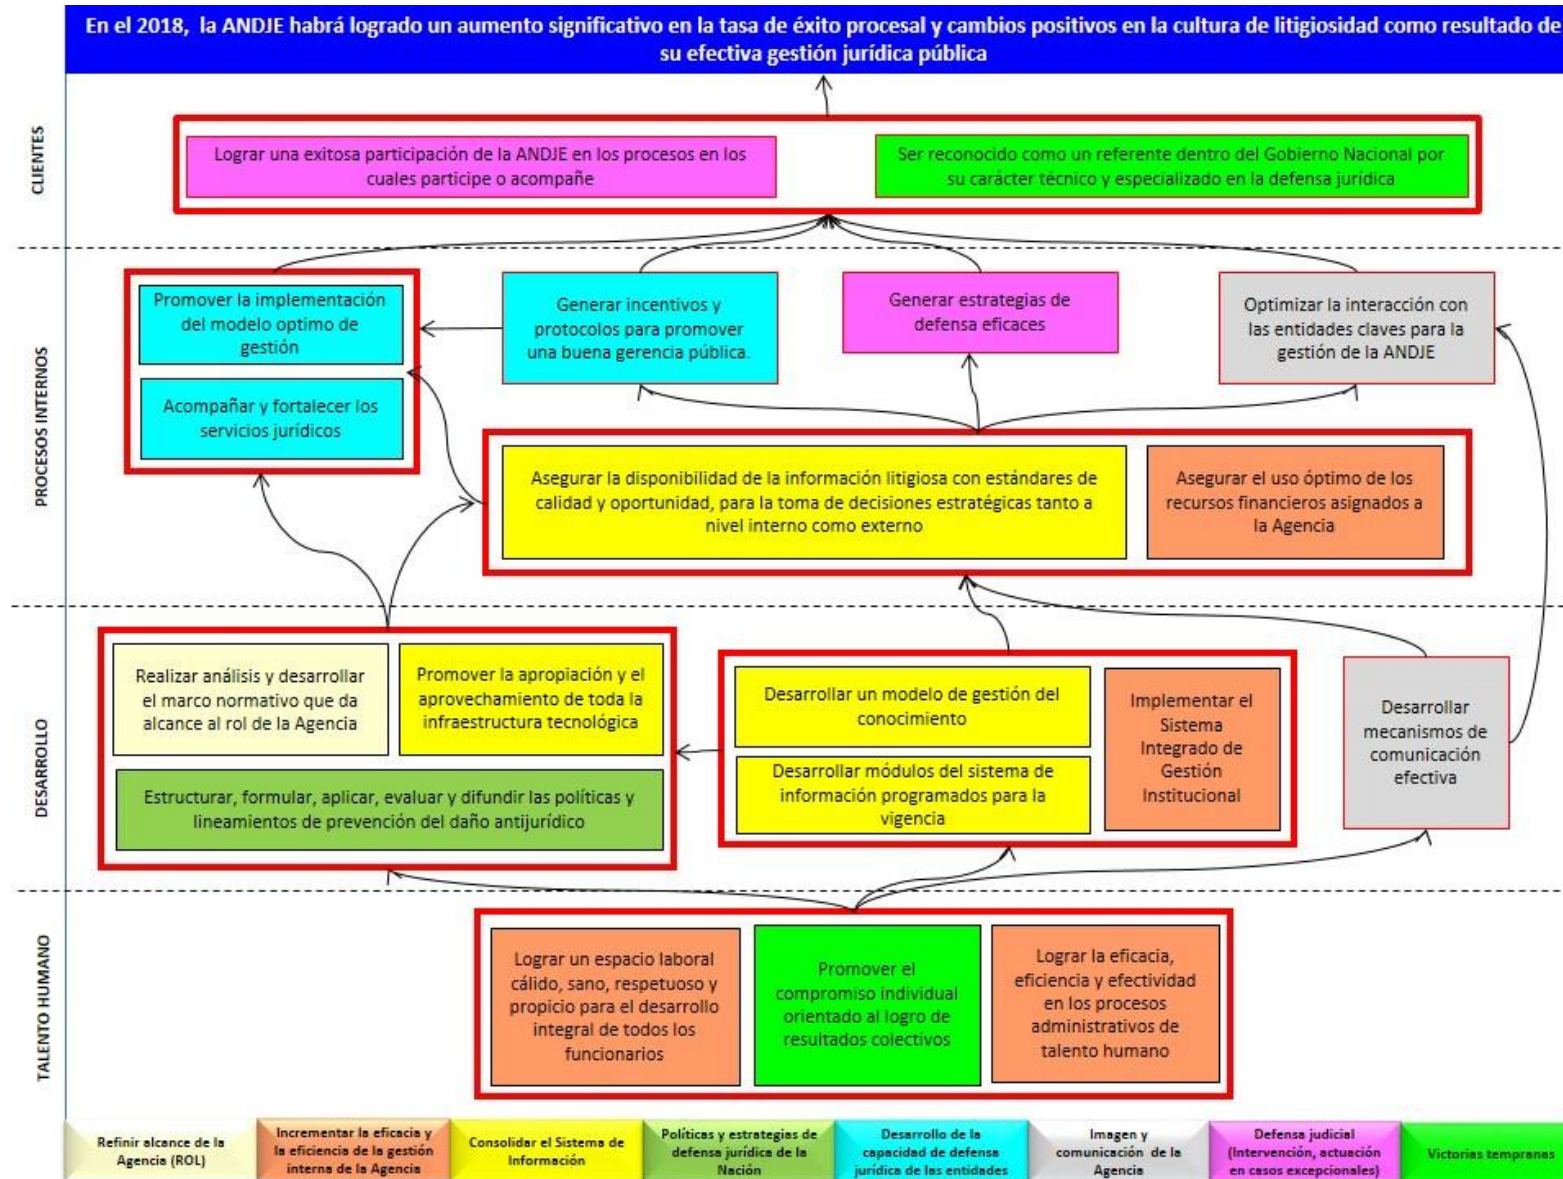 En el 2018, la ANDJE habrá logrado un aumento significativo en la tasa de éxito procesal y cambios positivos en la cultura de litigiosidad como resultado de
su efectiva gestión jurídica pública
CLIENTES
Lograr una exitosa participación de la ANDJE en los procesos en los
cuales participe o acompañe
Ser reconocido como un referente dentro del Gobierno Nacional por
su carácter técnico y especializado en la defensa jurídica
PROCESOS INTERNOS
Promover la implementación
del modelo optimo de
gestión
Acompañar y fortalecer los
servicios jurídicos
Generar incentivos y
protocolos para promover
una buena gerencia pública.
Generar estrategias de
defensa eficaces
Optimizar la interacción con
las entidades claves para la
gestión de la ANDJE
Asegurar la disponibilidad de la información litigiosa con estándares de
calidad y oportunidad, para la toma de decisiones estratégicas tanto a
nivel interno como externo
Asegurar el uso óptimo de los
recursos financieros asignados a
la Agencia
DESARROLLO
Realizar análisis y desarrollar
el marco normativo que da
alcance al rol de la Agencia
Promover la apropiación y el
aprovechamiento de toda la
infraestructura tecnológica
Estructurar, formular, aplicar, evaluar y difundir las políticas y
lineamientos de prevención del daño antijurídico
Desarrollar un modelo de gestión del
conocimiento
Desarrollar módulos del sistema de
información programados para la
vigencia
Implementar el
Sistema
Integrado de
Gestión
Institucional
Desarrollar
mecanismos de
comunicación
efectiva
TALENTO HUMANO
Lograr un espacio laboral
cálido, sano, respetuoso y
propicio para el desarrollo
integral de todos los
funcionarios
Promover el
compromiso individual
orientado al logro de
resultados colectivos
Lograr la eficacia,
eficiencia y efectividad
en los procesos
administrativos de
talento humano
Refinir alcance de la
Agencia (ROL)
Incrementar la eficacia y
la eficiencia de la gestión
interna de la Agencia
Consolidar el Sistema de
Información
Políticas y estrategias de
defensa jurídica de la
Nación
Desarrollo de la
capacidad de defensa
jurídica de las entidades
Imagen y
comunicación de la
Agencia
Defensa judicial
(Intervención, actuación
en casos excepcionales)
Victorias tempranas